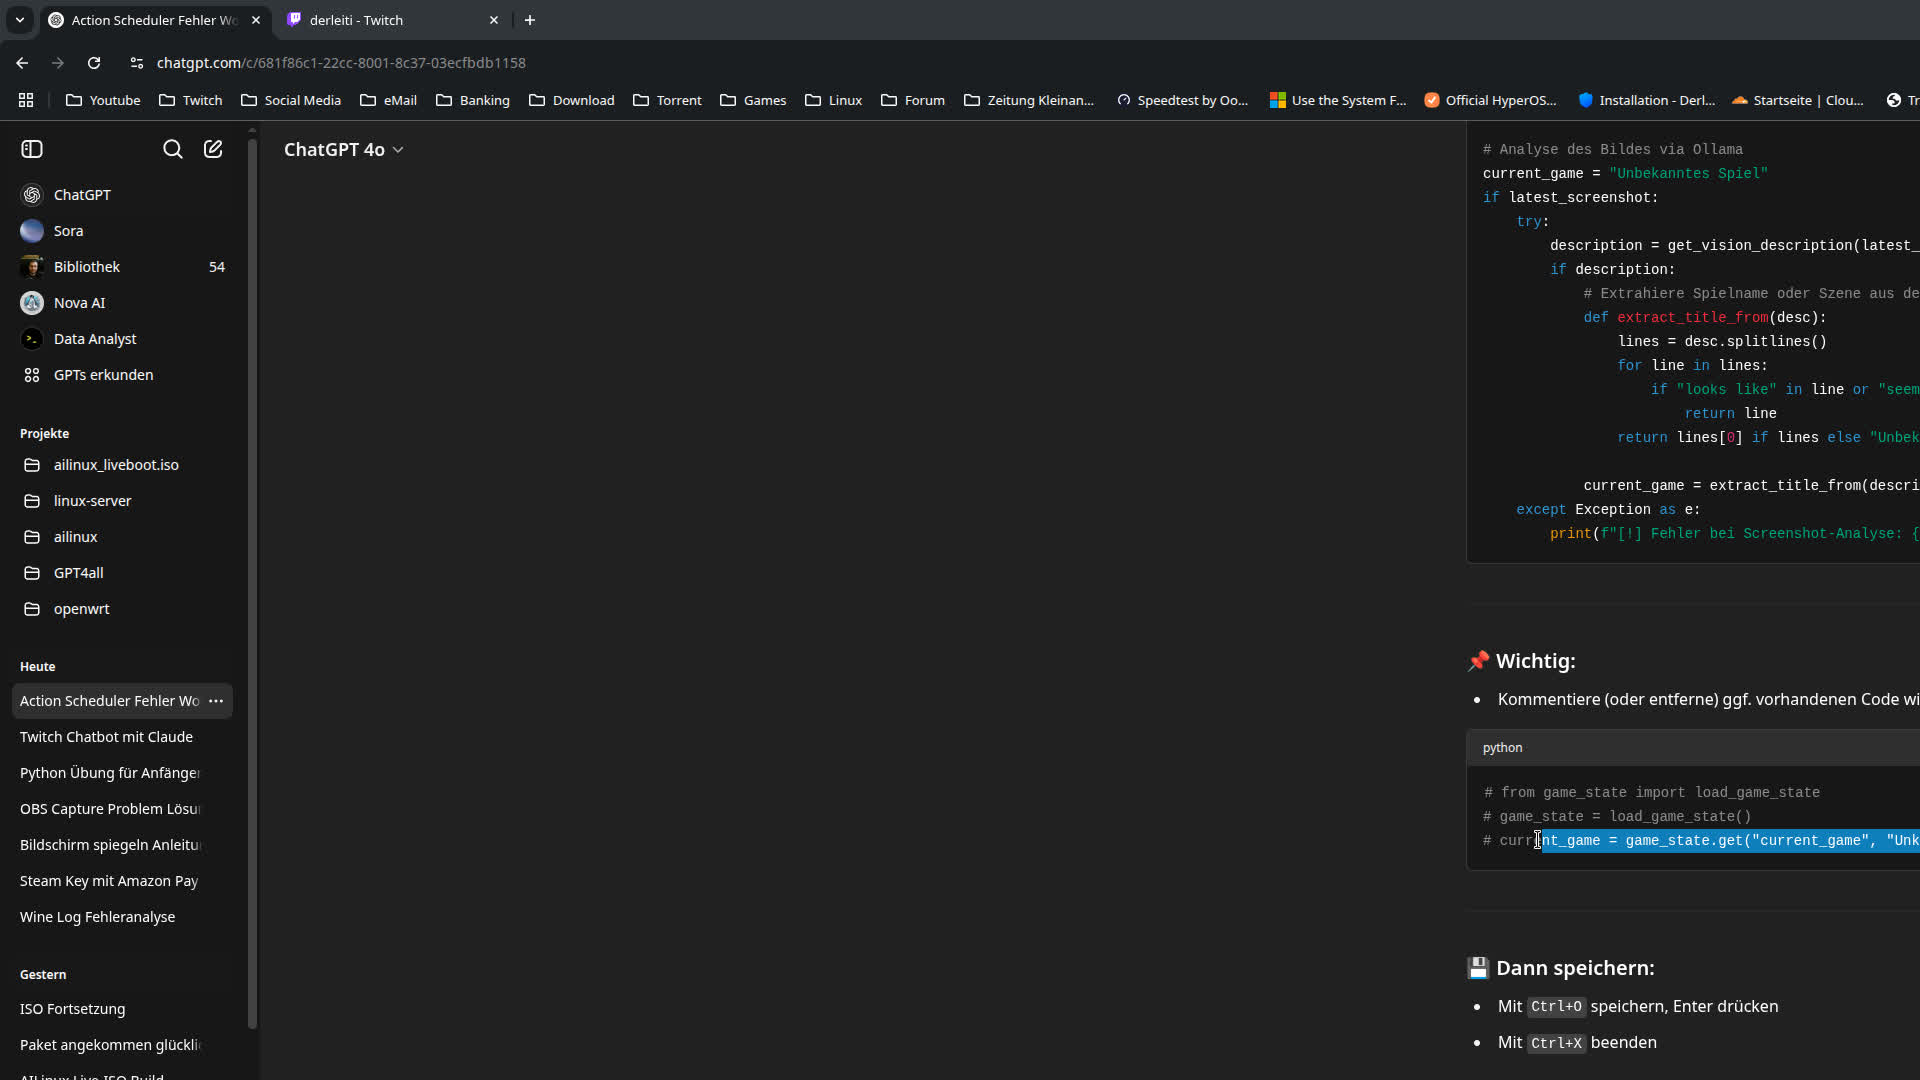 Action Scheduler Fehler Wo
derleiti - Twitch
chatgpt.com/c/681f86c1-22cc-8001-8c37-03ecfbdb1158
Youtube
Twitch
Social Media
eMail
Banking
Download
Torrent
Games
Linux
Forum
Zeitung Kleinan...
Speedtest by Oo...
Use the System F...
Official HyperOS...
Installation - Derl...
Startseite | Clou...
Tr
ChatGPT 4o
ChatGPT
Sora
Bibliothek 54
Nova AI
Data Analyst
GPTs erkunden
Projekte
ailinux_liveboot.iso
linux-server
ailinux
GPT4all
openwrt
Heute
Action Scheduler Fehler Wo
Twitch Chatbot mit Claude
Python Übung für Anfänger
OBS Capture Problem Lösu
Bildschirm spiegeln Anleitu
Steam Key mit Amazon Pay
Wine Log Fehleranalyse
Gestern
ISO Fortsetzung
Paket angekommen glückli
AILinux Live ISO Build
# Analyse des Bildes via Ollama
current_game = "Unbekanntes Spiel"
if latest_screenshot:
try:
description = get_vision_description(latest_
if description:
# Extrahiere Spielname oder Szene aus de
def extract_title_from(desc):
lines = desc.splitlines()
for line in lines:
if "looks like" in line or "seem
return line
return lines[0] if lines else "Unbek
current_game = extract_title_from(descri
except Exception as e:
print(f"[!] Fehler bei Screenshot-Analyse: {
📌 Wichtig:
• Kommentiere (oder entferne) ggf. vorhandenen Code wi
python
# from game_state import load_game_state
# game_state = load_game_state()
# current_game = game_state.get("current_game", "Unk
💾 Dann speichern:
• Mit Ctrl+O speichern, Enter drücken
• Mit Ctrl+X beenden